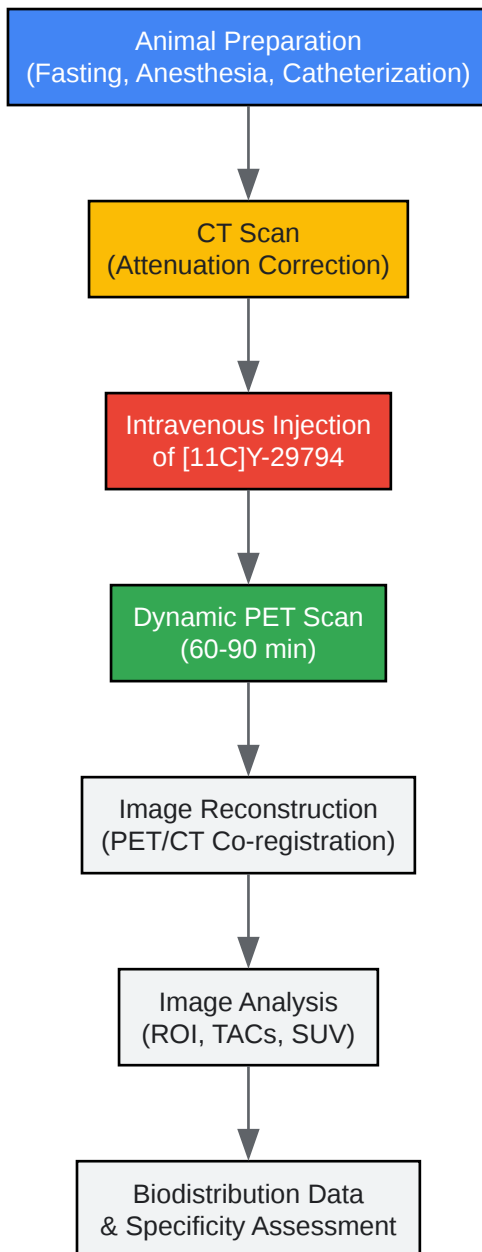 Animal Preparation
(Fasting, Anesthesia, Catheterization)
CT Scan
(Attenuation Correction)
Intravenous Injection
of [11C]Y-29794
Dynamic PET Scan
(60-90 min)
Image Reconstruction
(PET/CT Co-registration)
Image Analysis
(ROI, TACs, SUV)
Biodistribution Data
& Specificity Assessment